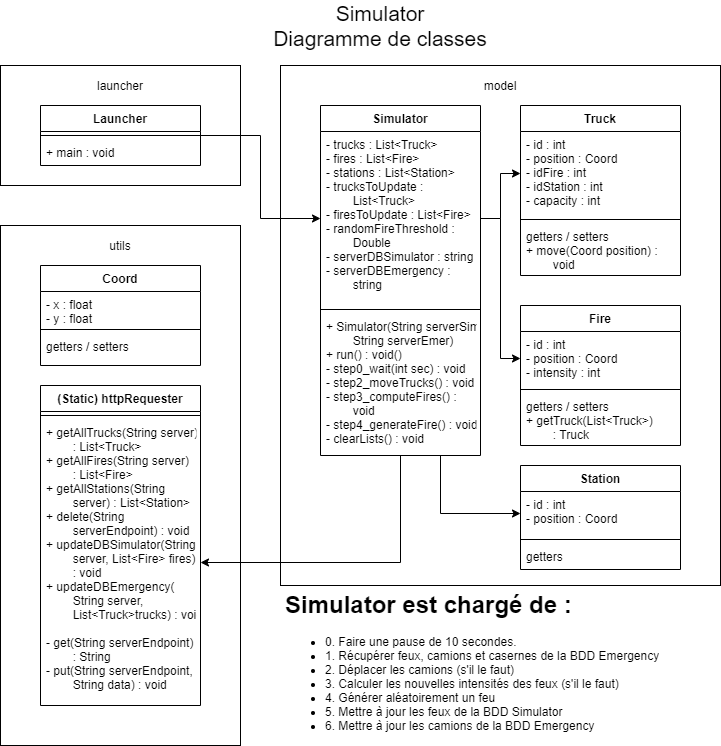 Simulator
Diagramme de classes
launcher
Launcher
+ main : void
utils
Coord
- x : float
- y : float
getters / setters
(Static) httpRequester
+ getAllTrucks(String server)
: List<Truck>
+ getAllFires(String server)
: List<Fire>
+ getAllStations(String
server) : List<Station>
+ delete(String
serverEndpoint) : void
+ updateDBSimulator(String
server, List<Fire> fires)
: void
+ updateDBEmergency(
String server,
List<Truck>trucks) : voi
- get(String serverEndpoint)
: String
- put(String serverEndpoint,
String data) : void
model
Simulator
- trucks : List<Truck>
- fires : List<Fire>
- stations : List<Station>
- trucksToUpdate :
List<Truck>
- firesToUpdate : List<Fire>
- randomFireThreshold :
Double
- serverDBSimulator : string
- serverDBEmergency :
string
+ Simulator(String serverSim
String serverEmer)
+ run() : void()
- step0_wait(int sec) : void
- step2_moveTrucks() : void
- step3_computeFires() :
void
- step4_generateFire() : void
- clearLists() : void
Truck
- id : int
- position : Coord
- idFire : int
- idStation : int
- capacity : int
getters / setters
+ move(Coord position) :
void
Fire
- id : int
- position : Coord
- intensity : int
getters / setters
+ getTruck(List<Truck>)
: Truck
Station
- id : int
- position : Coord
getters
Simulator est chargé de :
• 0. Faire une pause de 10 secondes.
• 1. Récupérer feux, camions et casernes de la BDD Emergency
• 2. Déplacer les camions (s'il le faut)
• 3. Calculer les nouvelles intensités des feux (s'il le faut)
• 4. Générer aléatoirement un feu
• 5. Mettre à jour les feux de la BDD Simulator
• 6. Mettre à jour les camions de la BDD Emergency